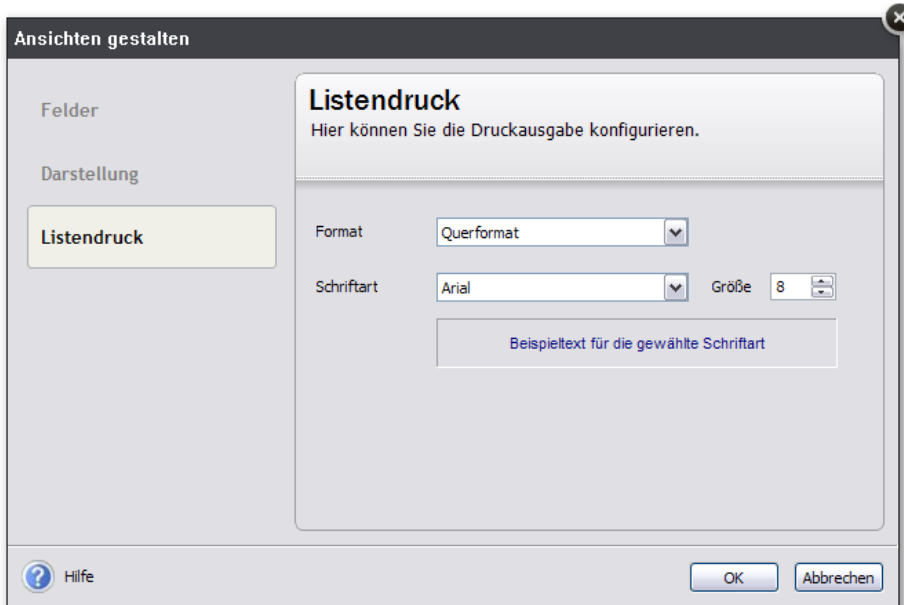 Ansichten gestalten
Felder
Darstellung
Listendruck
Listendruck
Hier können Sie die Druckausgabe konfigurieren.
Format Querformat
Schriftart Arial Größe 8
Beispieltext für die gewählte Schriftart
Hilfe OK Abbrechen